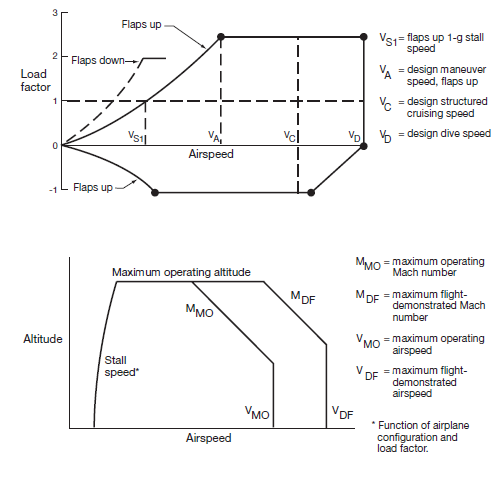 3
Flaps up
2
Flaps down
Load
factor
1
VS1
VA
VC
VD
0
Airspeed
-1
Flaps up
VS1 = flaps up 1-g stall
speed
VA = design maneuver
speed, flaps up
VC = design structured
cruising speed
VD = design dive speed
Maximum operating altitude
MMO
MDF
Altitude
Stall
speed*
VMO
VDF
Airspeed
MMO = maximum operating
Mach number
MDF = maximum flight-
demonstrated Mach
number
VMO = maximum operating
airspeed
VDF = maximum flight-
demonstrated
airspeed
* Function of airplane
configuration and
load factor.